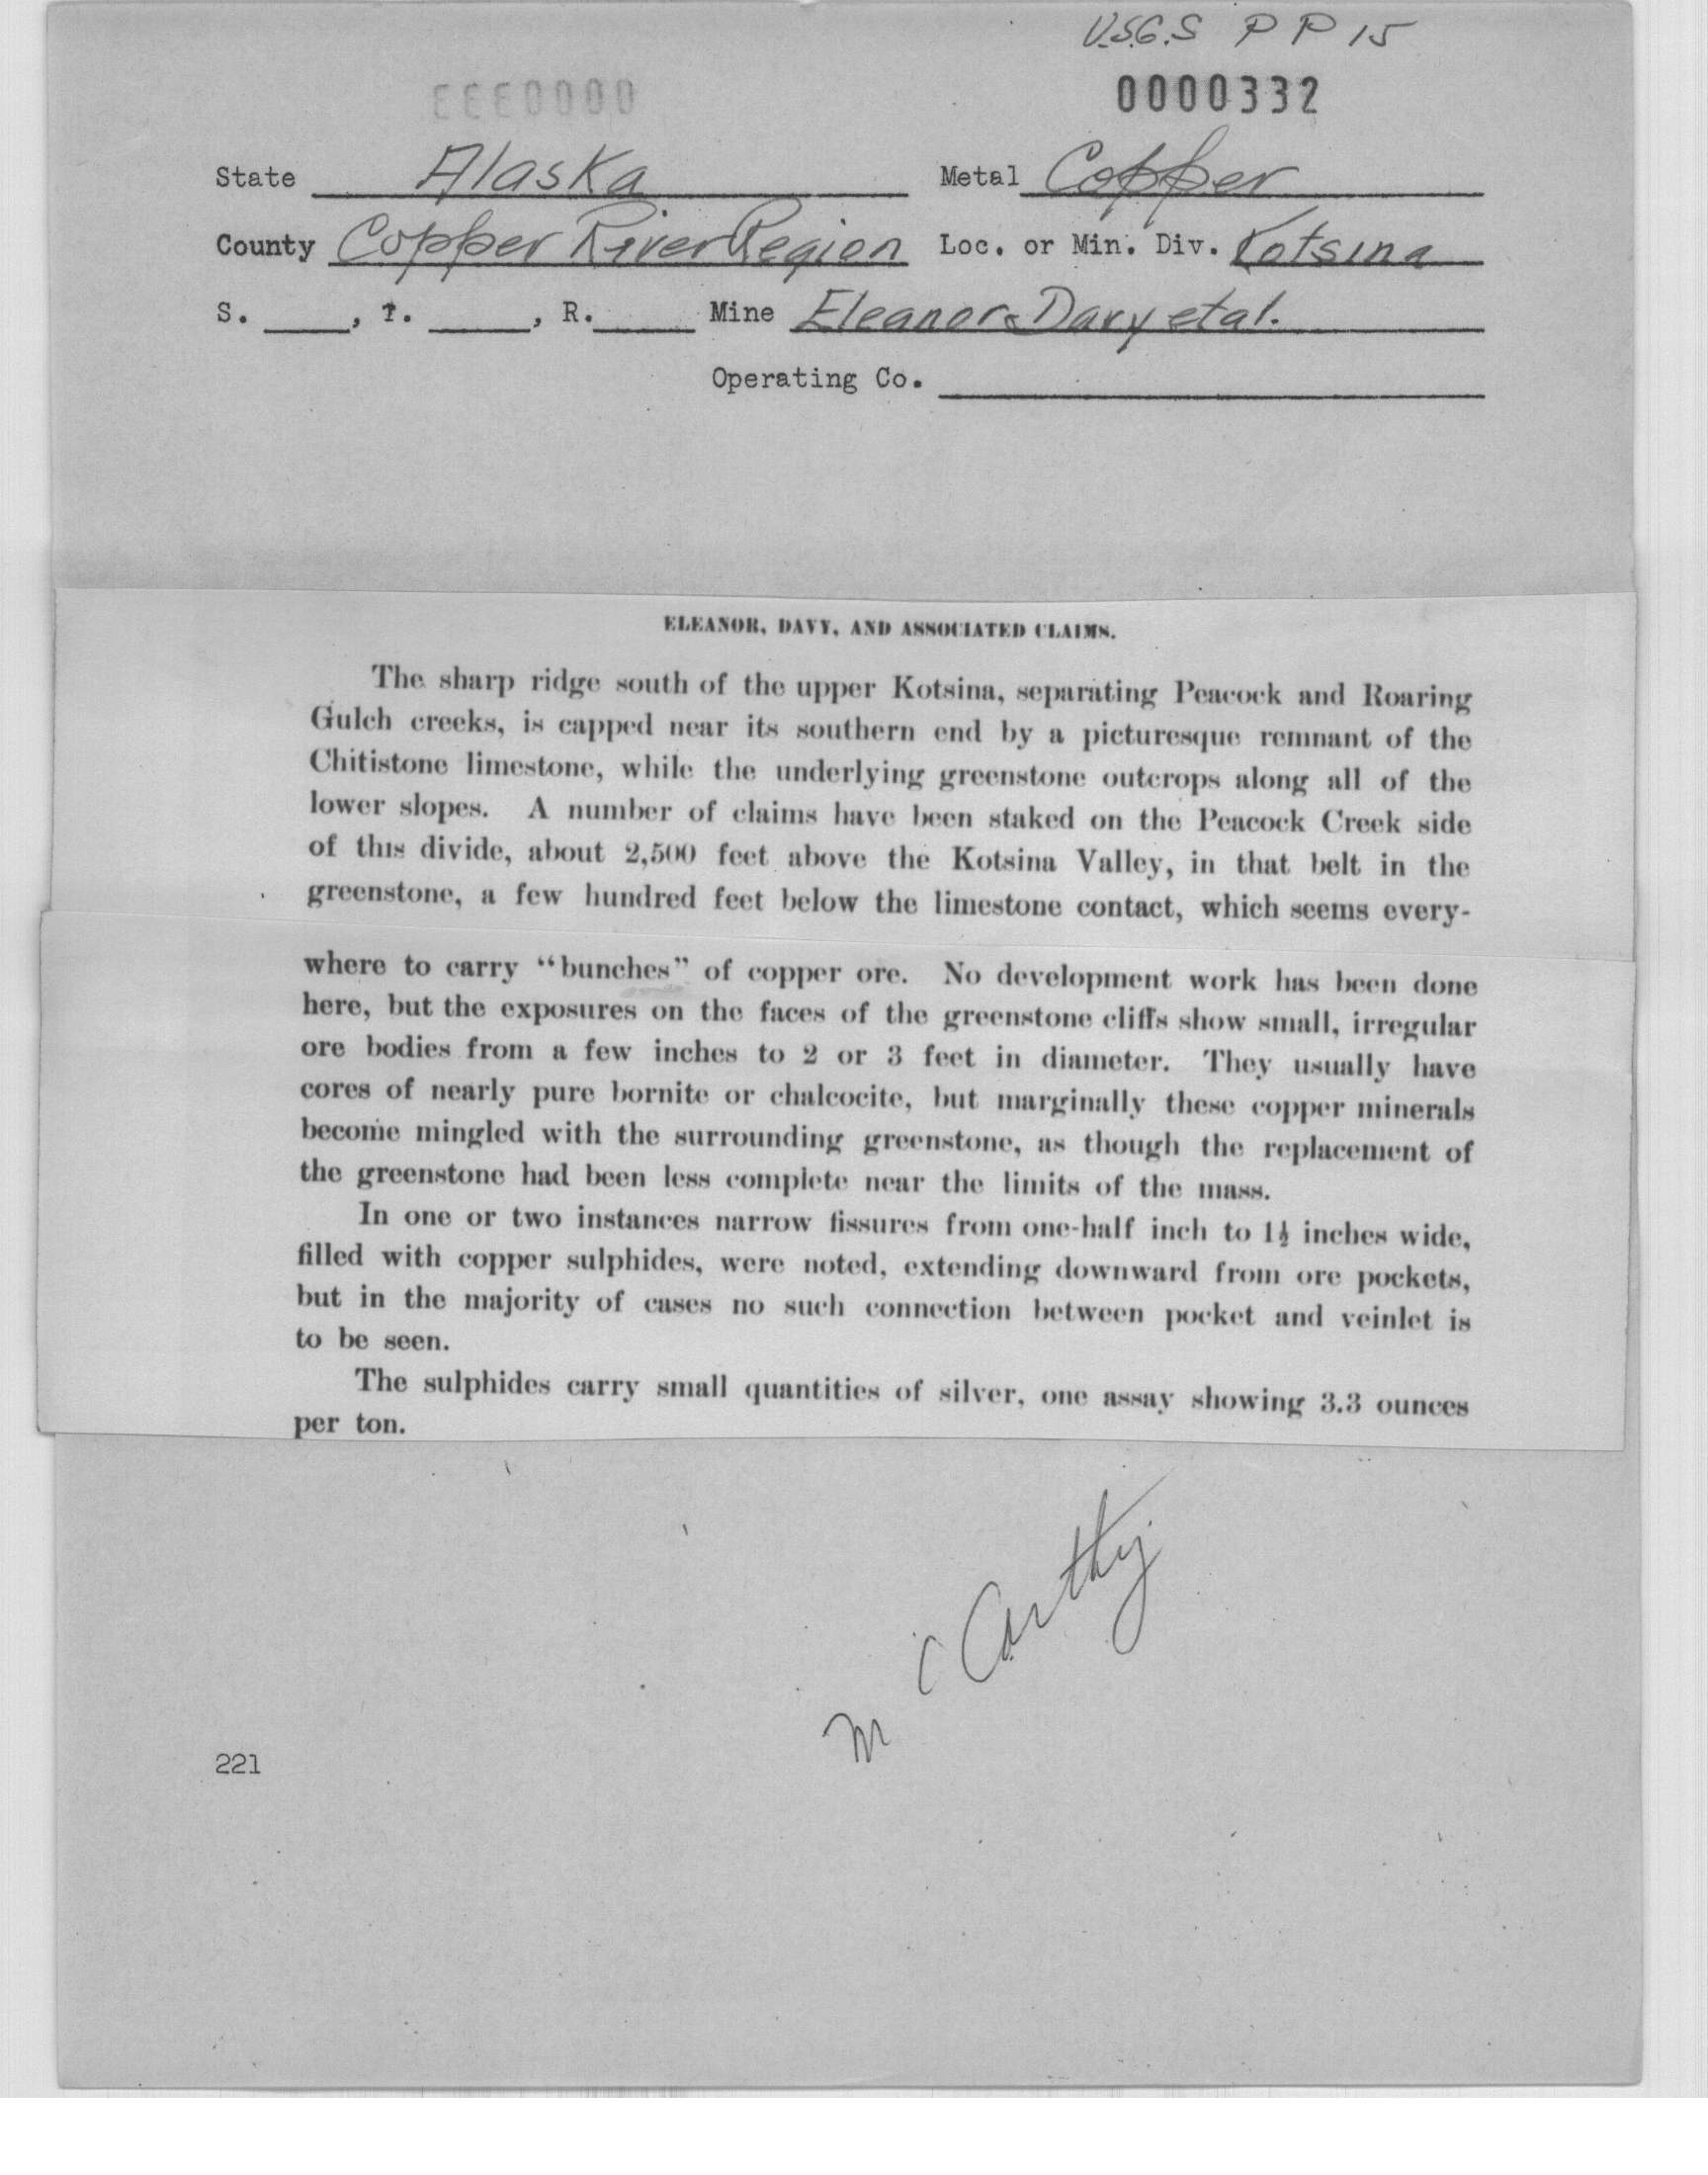 U.S.G.S P P 15
0000332
State Alaska Metal Copper
County Copper River Region Loc. or Min. Div. Kotsina
S. ____, T. ____, R.____ Mine Eleanor & Davy et al.
Operating Co.
ELEANOR, DAVY, AND ASSOCIATED CLAIMS.
The sharp ridge south of the upper Kotsina, separating Peacock and Roaring
Gulch creeks, is capped near its southern end by a picturesque remnant of the
Chitistone limestone, while the underlying greenstone outcrops along all of the
lower slopes. A number of claims have been staked on the Peacock Creek side
of this divide, about 2,500 feet above the Kotsina Valley, in that belt in the
greenstone, a few hundred feet below the limestone contact, which seems every-
where to carry “bunches” of copper ore. No development work has been done
here, but the exposures on the faces of the greenstone cliffs show small, irregular
ore bodies from a few inches to 2 or 3 feet in diameter. They usually have
cores of nearly pure bornite or chalcocite, but marginally these copper minerals
become mingled with the surrounding greenstone, as though the replacement of
the greenstone had been less complete near the limits of the mass.
In one or two instances narrow fissures from one-half inch to 1½ inches wide,
filled with copper sulphides, were noted, extending downward from ore pockets,
but in the majority of cases no such connection between pocket and veinlet is
to be seen.
The sulphides carry small quantities of silver, one assay showing 3.3 ounces
per ton.
McCarthy
221